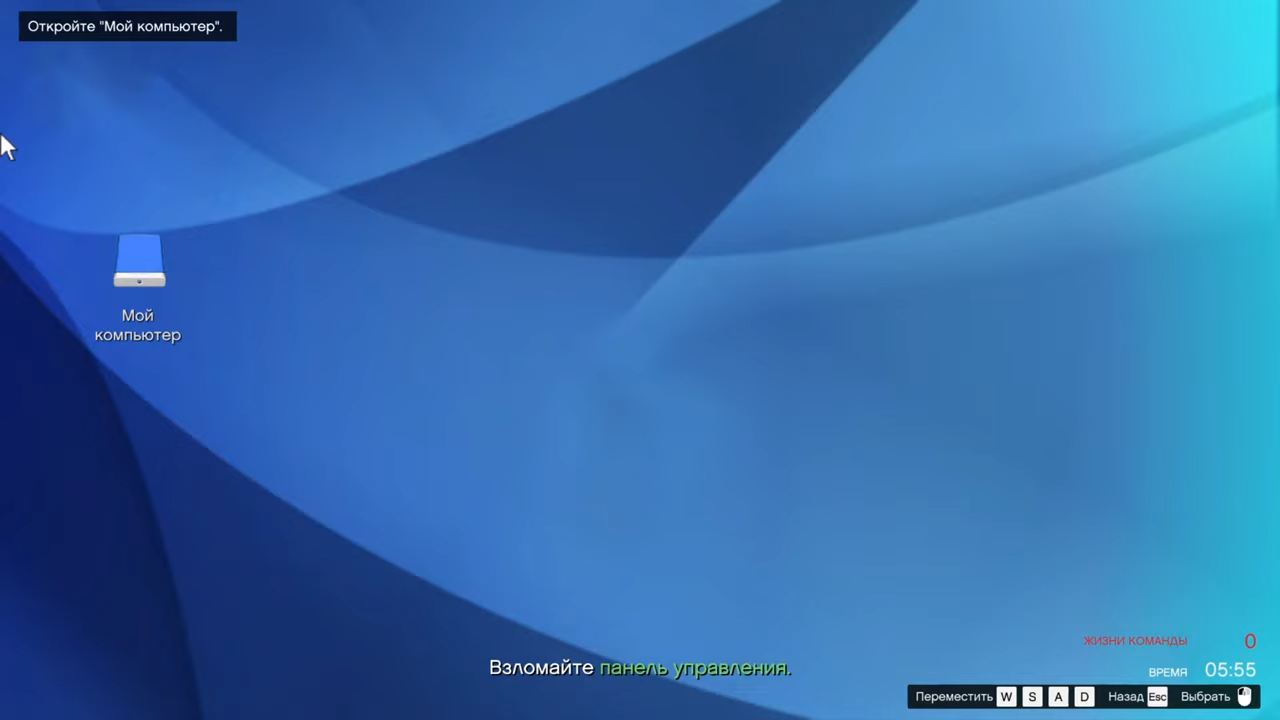 Откройте "Мой компьютер".
Мой
компьютер
Взломайте панель управления.
ЖИЗНИ КОМАНДЫ 0
ВРЕМЯ 05:55
Переместить W S A D Назад Esc Выбрать